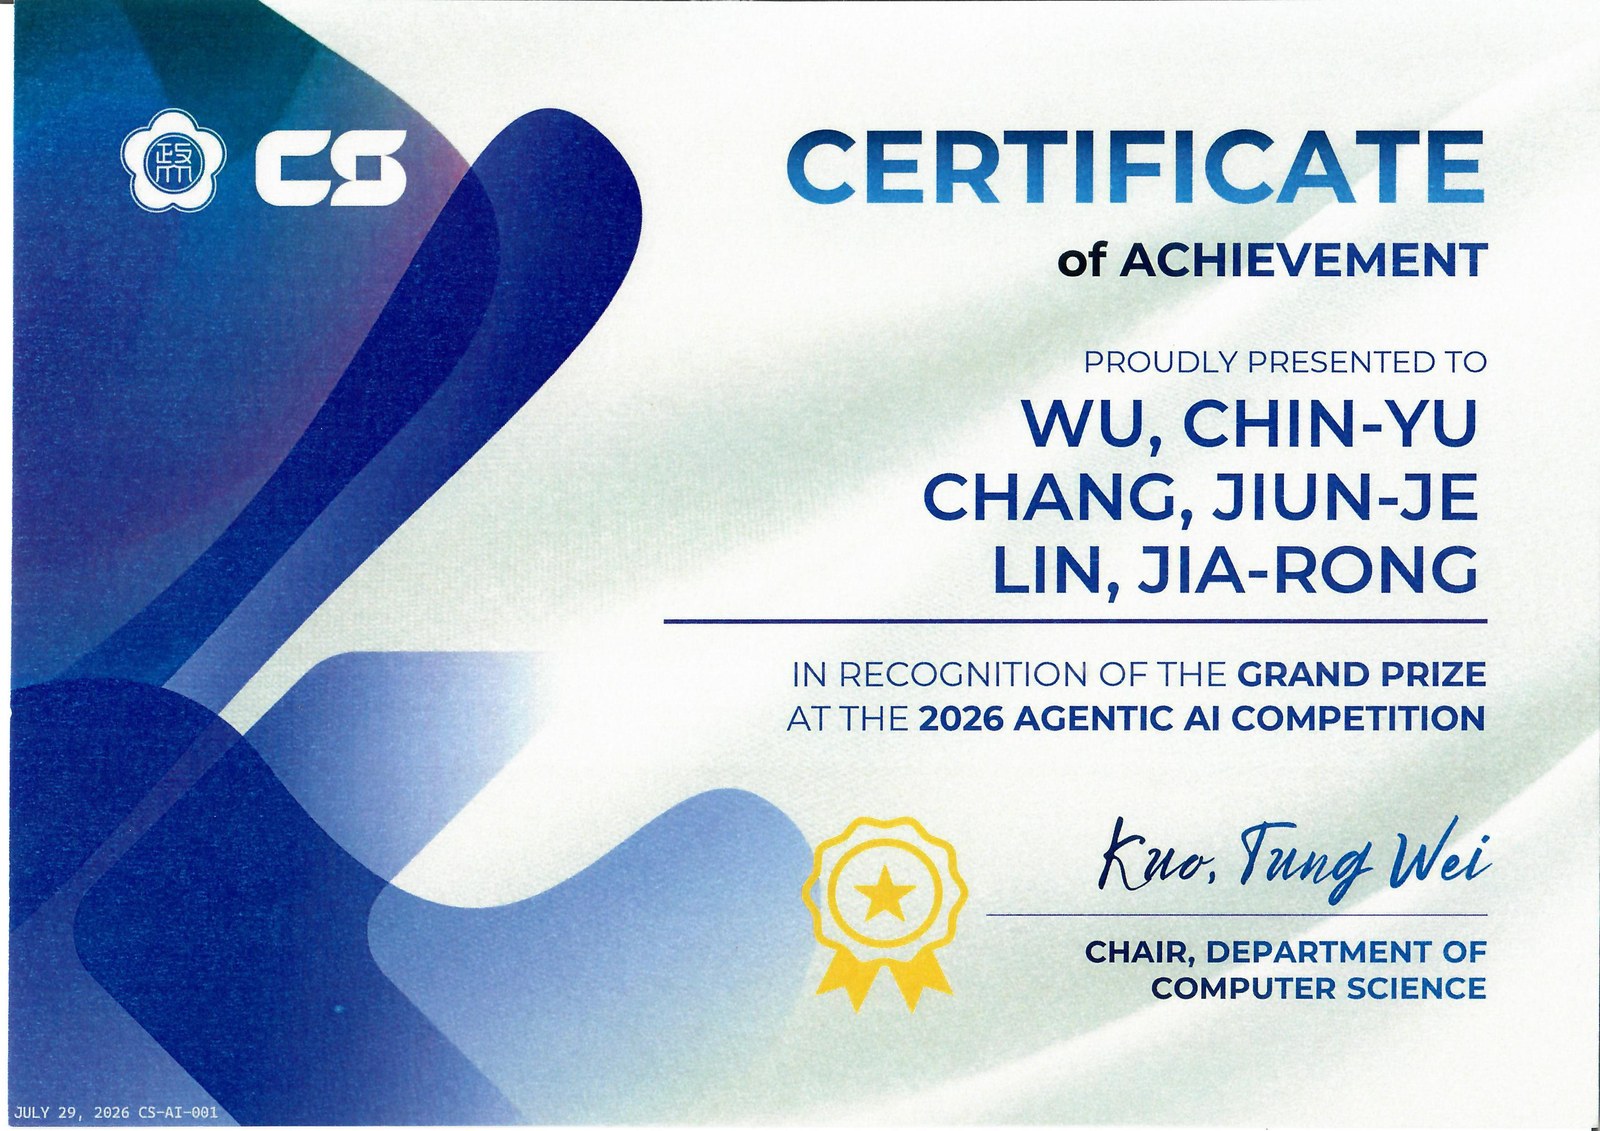 政大
CS
CERTIFICATE
of ACHIEVEMENT
PROUDLY PRESENTED TO
WU, CHIN-YU
CHANG, JIUN-JE
LIN, JIA-RONG
IN RECOGNITION OF THE GRAND PRIZE
AT THE 2026 AGENTIC AI COMPETITION
Kuo, Tung Wei
CHAIR, DEPARTMENT OF
COMPUTER SCIENCE
JULY 29, 2026 CS-AI-001